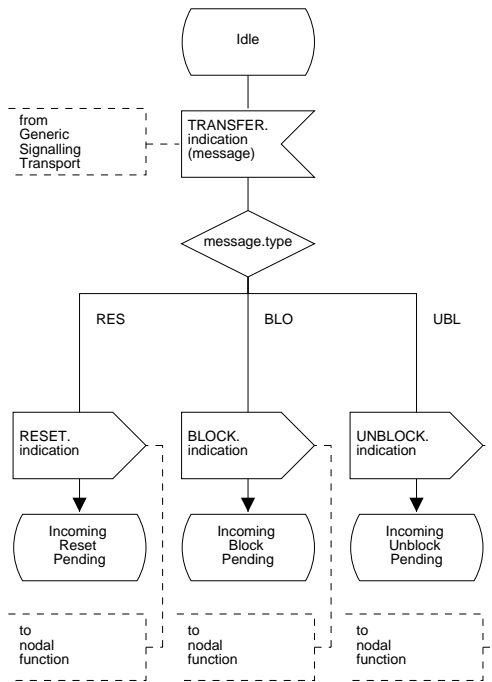 Idle
from
Generic
Signalling
Transport
TRANSFER.
indication
(message)
message.type
RES
BLO
UBL
RESET.
indication
BLOCK.
indication
UNBLOCK.
indication
Incoming
Reset
Pending
Incoming
Block
Pending
Incoming
Unblock
Pending
to
nodal
function
to
nodal
function
to
nodal
function